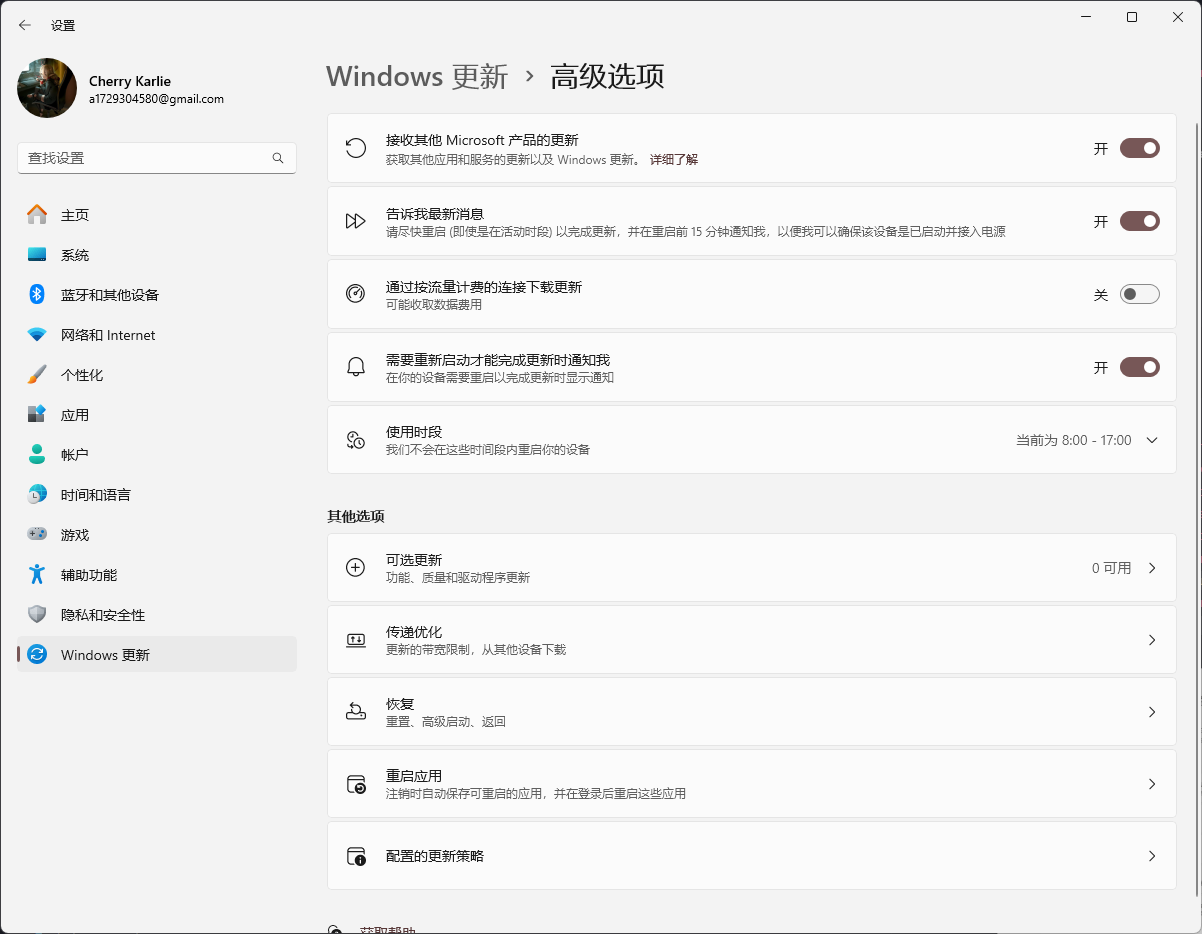 设置
Cherry Karlie
a1729304580@gmail.com
查找设置
主页
系统
蓝牙和其他设备
网络和 Internet
个性化
应用
帐户
时间和语言
游戏
辅助功能
隐私和安全性
Windows 更新
Windows 更新 › 高级选项
接收其他 Microsoft 产品的更新
获取其他应用和服务的更新以及 Windows 更新。 详细了解
开
告诉我最新消息
请尽快重启 (即使是在活动时段) 以完成更新，并在重启前 15 分钟通知我，以便我可以确保该设备是已启动并接入电源
开
通过按流量计费的连接下载更新
可能收取数据费用
关
需要重新启动才能完成更新时通知我
在你的设备需要重启以完成更新时显示通知
开
使用时段
我们不会在这些时间段内重启你的设备
当前为 8:00 - 17:00
其他选项
可选更新
功能、质量和驱动程序更新
0 可用
传递优化
更新的带宽限制，从其他设备下载
恢复
重置、高级启动、返回
重启应用
注销时自动保存可重启的应用，并在登录后重启这些应用
配置的更新策略
获取帮助